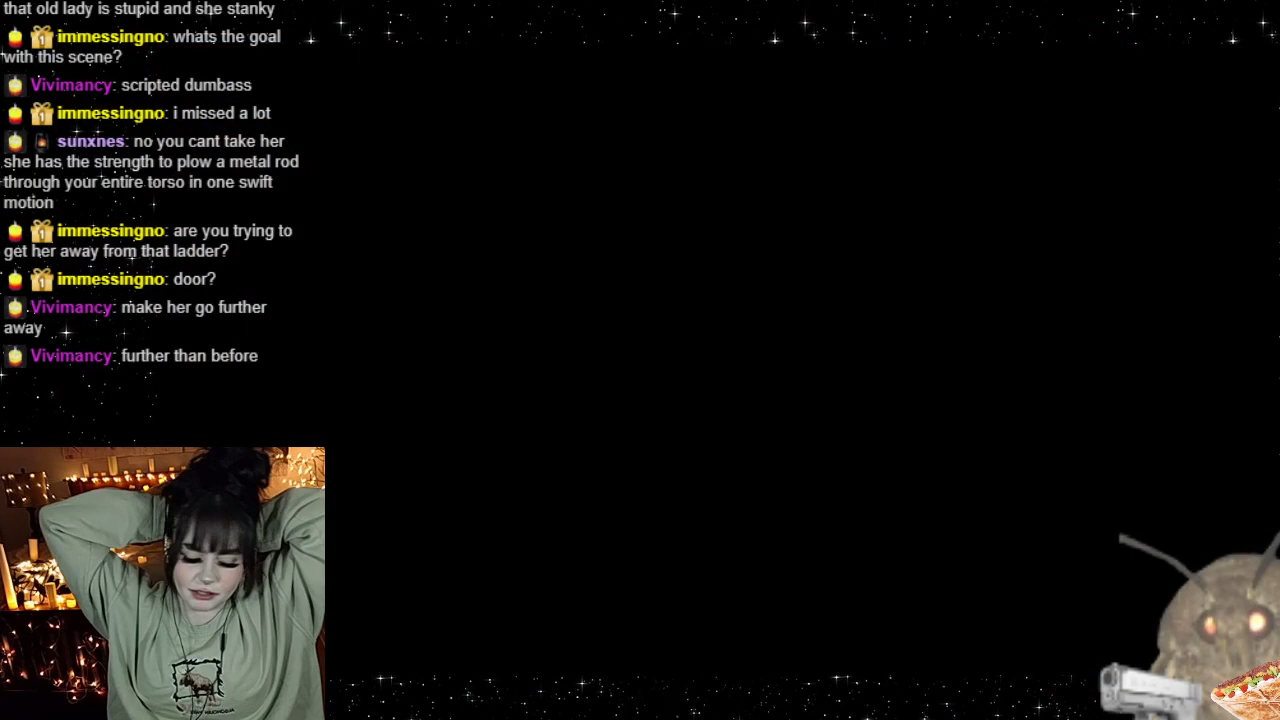 that old lady is stupid and she stanky
immessingno: whats the goal
with this scene?
Vivimancy: scripted dumbass
immessingno: i missed a lot
sunxnes: no you cant take her
she has the strength to plow a metal rod
through your entire torso in one swift
motion
immessingno: are you trying to
get her away from that ladder?
immessingno: door?
Vivimancy: make her go further
away
Vivimancy: further than before